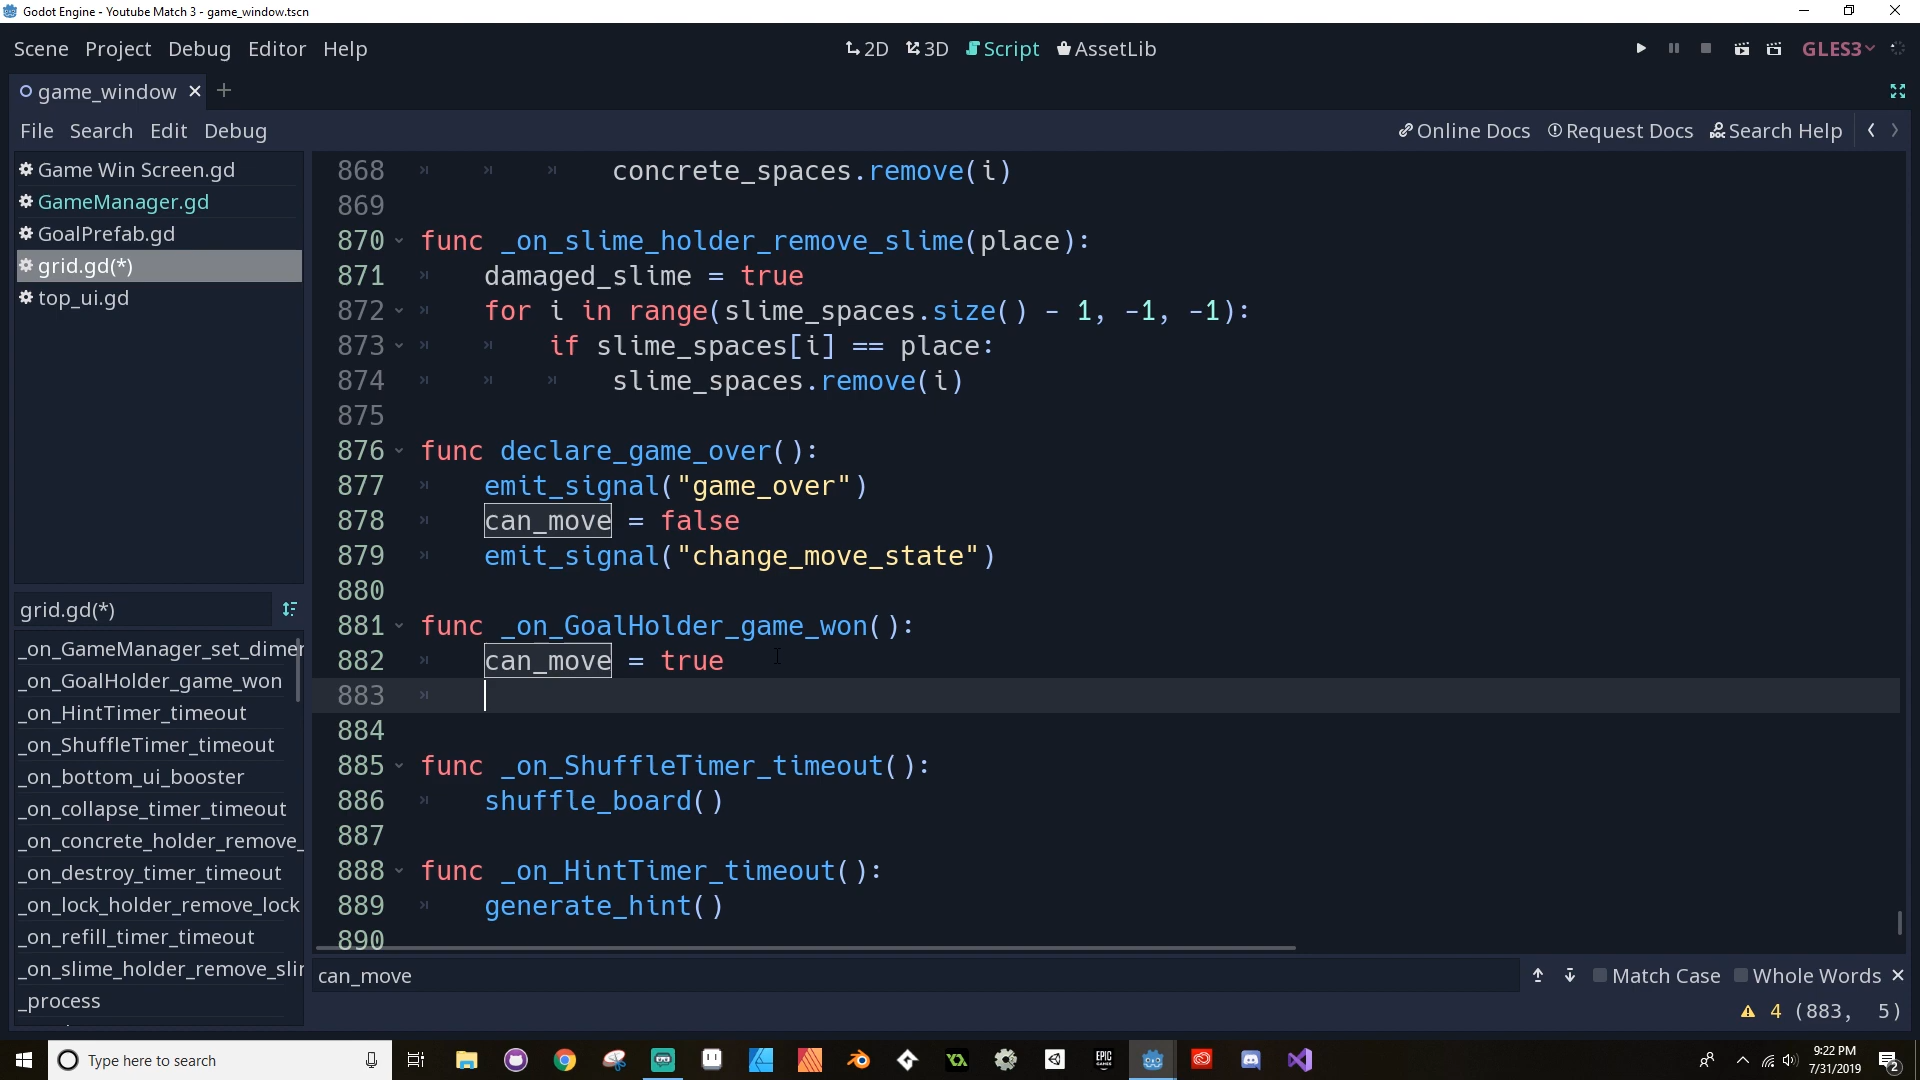 Godot Engine - Youtube Match 3 - game_window.tscn
Scene Project Debug Editor Help
2D 3D Script AssetLib
GLES3
game_window
File Search Edit Debug
Online Docs Request Docs Search Help
Game Win Screen.gd
GameManager.gd
GoalPrefab.gd
grid.gd(*)
top_ui.gd
grid.gd(*)
_on_GameManager_set_dimer
_on_GoalHolder_game_won
_on_HintTimer_timeout
_on_ShuffleTimer_timeout
_on_bottom_ui_booster
_on_collapse_timer_timeout
_on_concrete_holder_remove_
_on_destroy_timer_timeout
_on_lock_holder_remove_lock
_on_refill_timer_timeout
_on_slime_holder_remove_slir
_process
868 concrete_spaces.remove(i)
869
870 func _on_slime_holder_remove_slime(place):
871 damaged_slime = true
872 for i in range(slime_spaces.size() - 1, -1, -1):
873 if slime_spaces[i] == place:
874 slime_spaces.remove(i)
875
876 func declare_game_over():
877 emit_signal("game_over")
878 can_move = false
879 emit_signal("change_move_state")
880
881 func _on_GoalHolder_game_won():
882 can_move = true
883
884
885 func _on_ShuffleTimer_timeout():
886 shuffle_board()
887
888 func _on_HintTimer_timeout():
889 generate_hint()
890
can_move
Match Case Whole Words
4 (883, 5)
Type here to search
EPIC GAMES
9:22 PM
7/31/2019
2